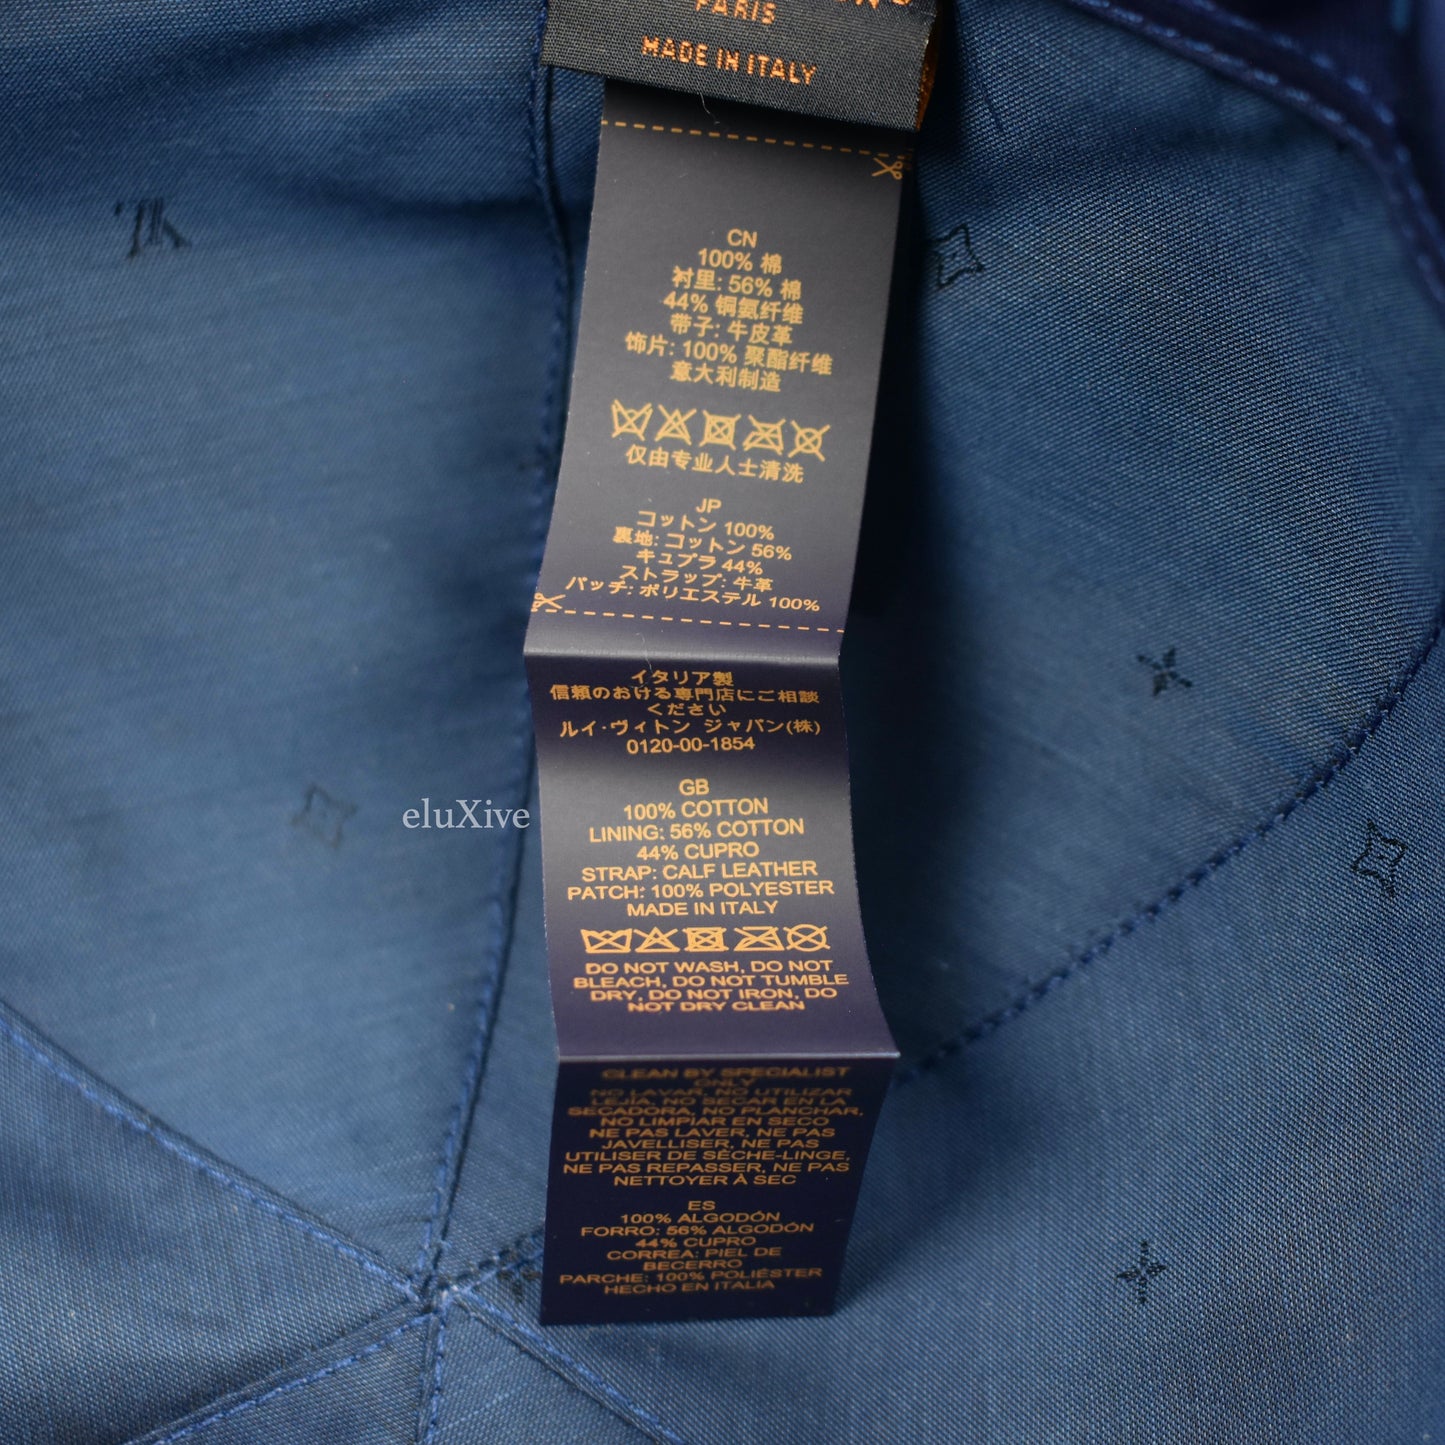 PARIS
MADE IN ITALY
CN
100% 棉
衬里: 56% 棉
44% 铜氨纤维
带子: 牛皮革
饰片: 100% 聚酯纤维
意大利制造
仅由专业人士清洗
JP
コットン 100%
裏地: コットン 56%
キュプラ 44%
ストラップ: 牛革
パッチ: ポリエステル 100%
イタリア製
信頼のおける専門店にご相談
ください
ルイ･ヴィトン ジャパン(株)
0120-00-1854
GB
100% COTTON
LINING: 56% COTTON
44% CUPRO
STRAP: CALF LEATHER
PATCH: 100% POLYESTER
MADE IN ITALY
DO NOT WASH, DO NOT
BLEACH, DO NOT TUMBLE
DRY, DO NOT IRON, DO
NOT DRY CLEAN
CLEAN BY SPECIALIST
ONLY
NO LAVAR, NO UTILIZAR
LEJÍA, NO SECAR EN LA
SECADORA, NO PLANCHAR,
NO LIMPIAR EN SECO
NE PAS LAVER, NE PAS
JAVELLISER, NE PAS
UTILISER DE SÈCHE-LINGE,
NE PAS REPASSER, NE PAS
NETTOYER À SEC
ES
100% ALGODÓN
FORRO: 56% ALGODÓN
44% CUPRO
CORREA: PIEL DE
BECERRO
PARCHE: 100% POLIÉSTER
HECHO EN ITALIA
eluXive